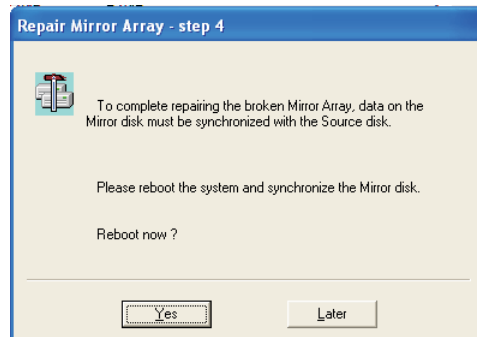 Repair Mirror Array - step 4
To complete repairing the broken Mirror Array, data on the
Mirror disk must be synchronized with the Source disk.
Please reboot the system and synchronize the Mirror disk.
Reboot now ?
Yes
Later